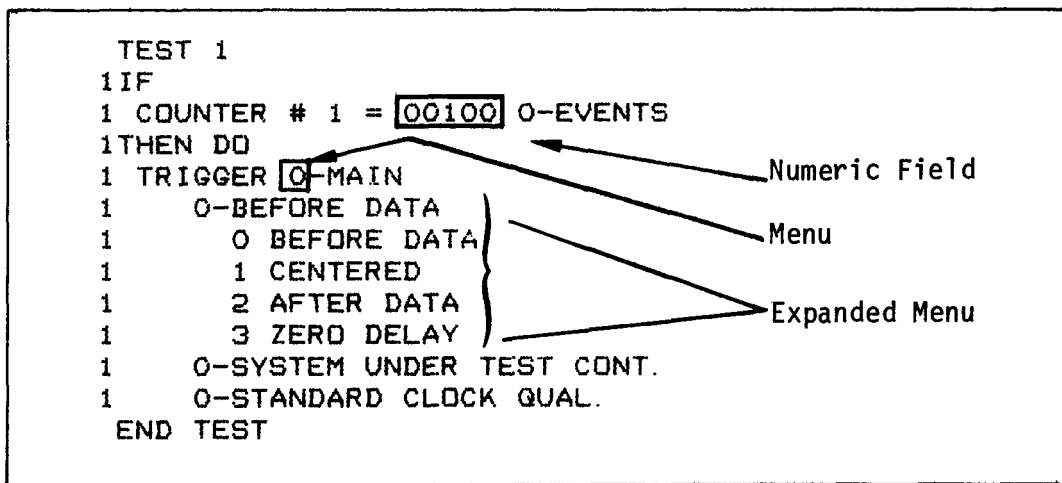 TEST 1
1IF
1 COUNTER # 1 = 00100 0-EVENTS
1THEN DO
1 TRIGGER 0-MAIN
1 0-BEFORE DATA
1 0 BEFORE DATA
1 1 CENTERED
1 2 AFTER DATA
1 3 ZERO DELAY
1 0-SYSTEM UNDER TEST CONT.
1 0-STANDARD CLOCK QUAL.
END TEST
Numeric Field
Menu
Expanded Menu